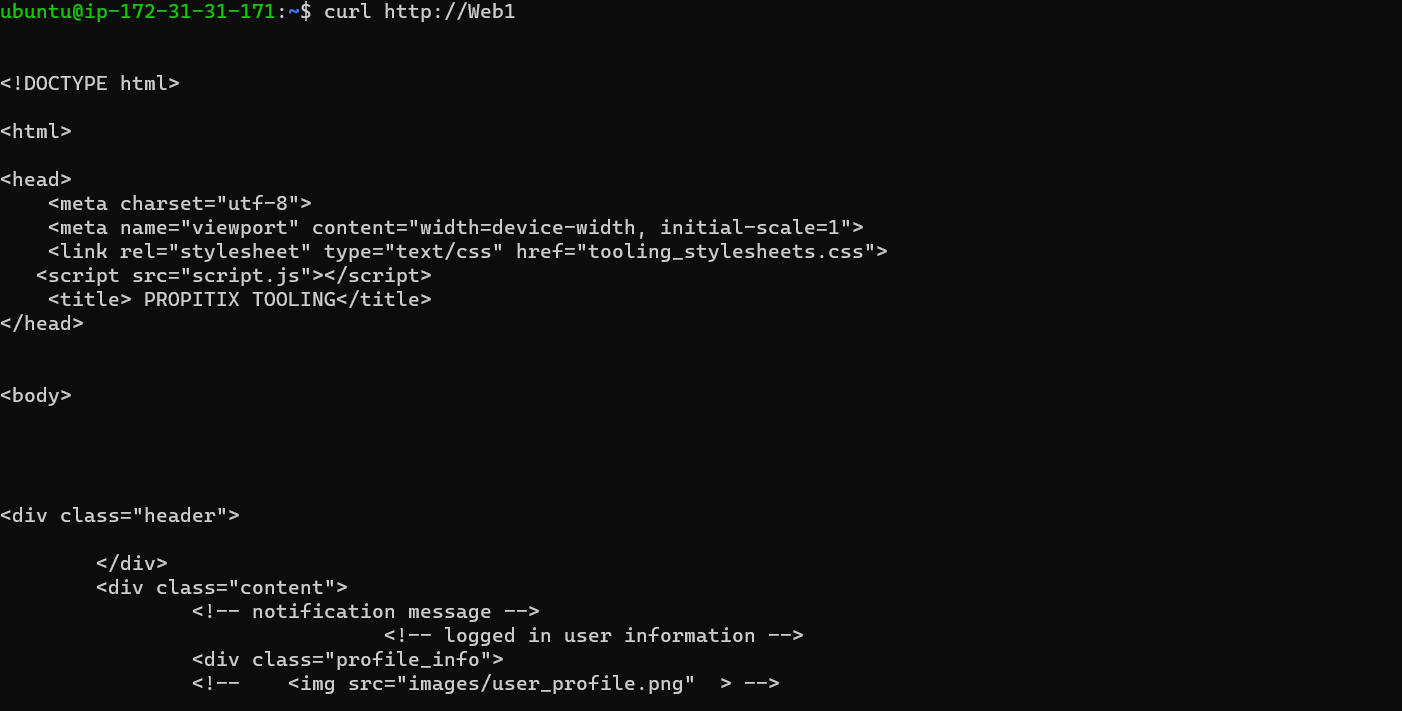 ubuntu@ip-172-31-31-171:~$ curl http://Web1
<!DOCTYPE html>
<html>
<head>
    <meta charset="utf-8">
    <meta name="viewport" content="width=device-width, initial-scale=1">
    <link rel="stylesheet" type="text/css" href="tooling_stylesheets.css">
   <script src="script.js"></script>
    <title> PROPITIX TOOLING</title>
</head>
<body>
<div class="header">
        </div>
        <div class="content">
                <!-- notification message -->
                                <!-- logged in user information -->
                <div class="profile_info">
                <!--    <img src="images/user_profile.png"  > -->